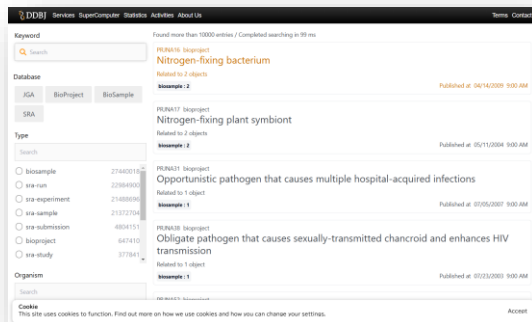 DDBJ Services SuperComputer Statistics Activities About Us Terms Contact
Keyword
Search
Database
JGA BioProject BioSample
SRA
Type
Search
biosample 27440018
sra-run 22984900
sra-experiment 21488696
sra-sample 21373704
sra-submission 4804151
bioproject 647410
sra-study 377841
Organism
Search
Found more than 10000 entries / Completed searching in 99 ms
PRJNA16 bioproject
Nitrogen-fixing bacterium
Related to 2 objects
biosample : 2 Published at 04/14/2009 9:00 AM
PRJNA17 bioproject
Nitrogen-fixing plant symbiont
Related to 2 objects
biosample : 2 Published at 05/11/2004 9:00 AM
PRJNA31 bioproject
Opportunistic pathogen that causes multiple hospital-acquired infections
Related to 1 object
biosample : 1 Published at 07/05/2007 9:00 AM
PRJNA38 bioproject
Obligate pathogen that causes sexually-transmitted chancroid and enhances HIV
transmission
Related to 1 object
biosample : 1 Published at 07/23/2003 9:00 AM
Cookie
This site uses cookies to function. Find out more on how we use cookies and how you can change your settings. Accept